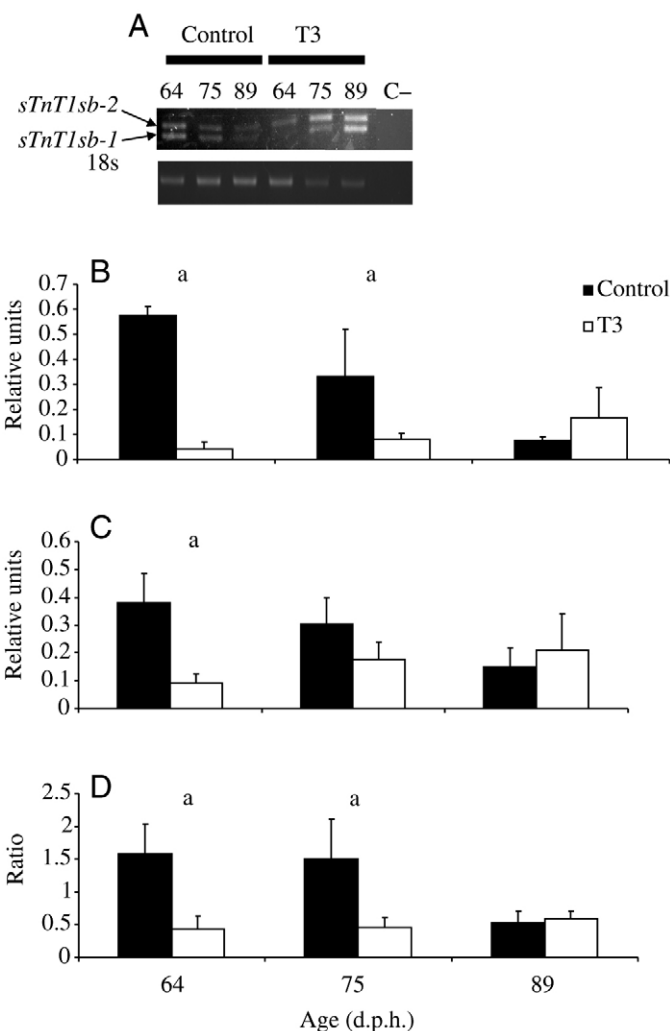 A
Control T3
64 75 89 64 75 89 C–
sTnT1sb-2
sTnT1sb-1
18s
B
a a
Control
T3
Relative units
0.7
0.6
0.5
0.4
0.3
0.2
0.1
0
C
a
Relative units
0.6
0.5
0.4
0.3
0.2
0.1
0
D
a a
Ratio
2.5
2
1.5
1
0.5
0
64 75 89
Age (d.p.h.)